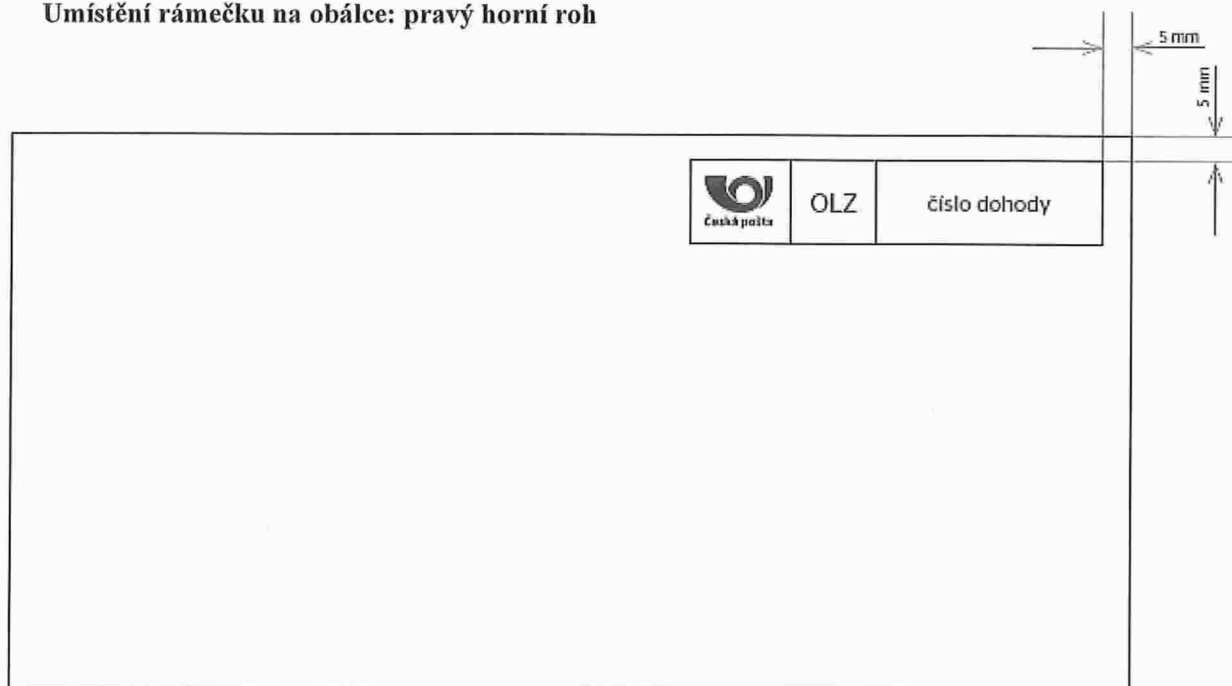 Umístění rámečku na obálce: pravý horní roh
5 mm
5 mm
Česká pošta
OLZ
číslo dohody